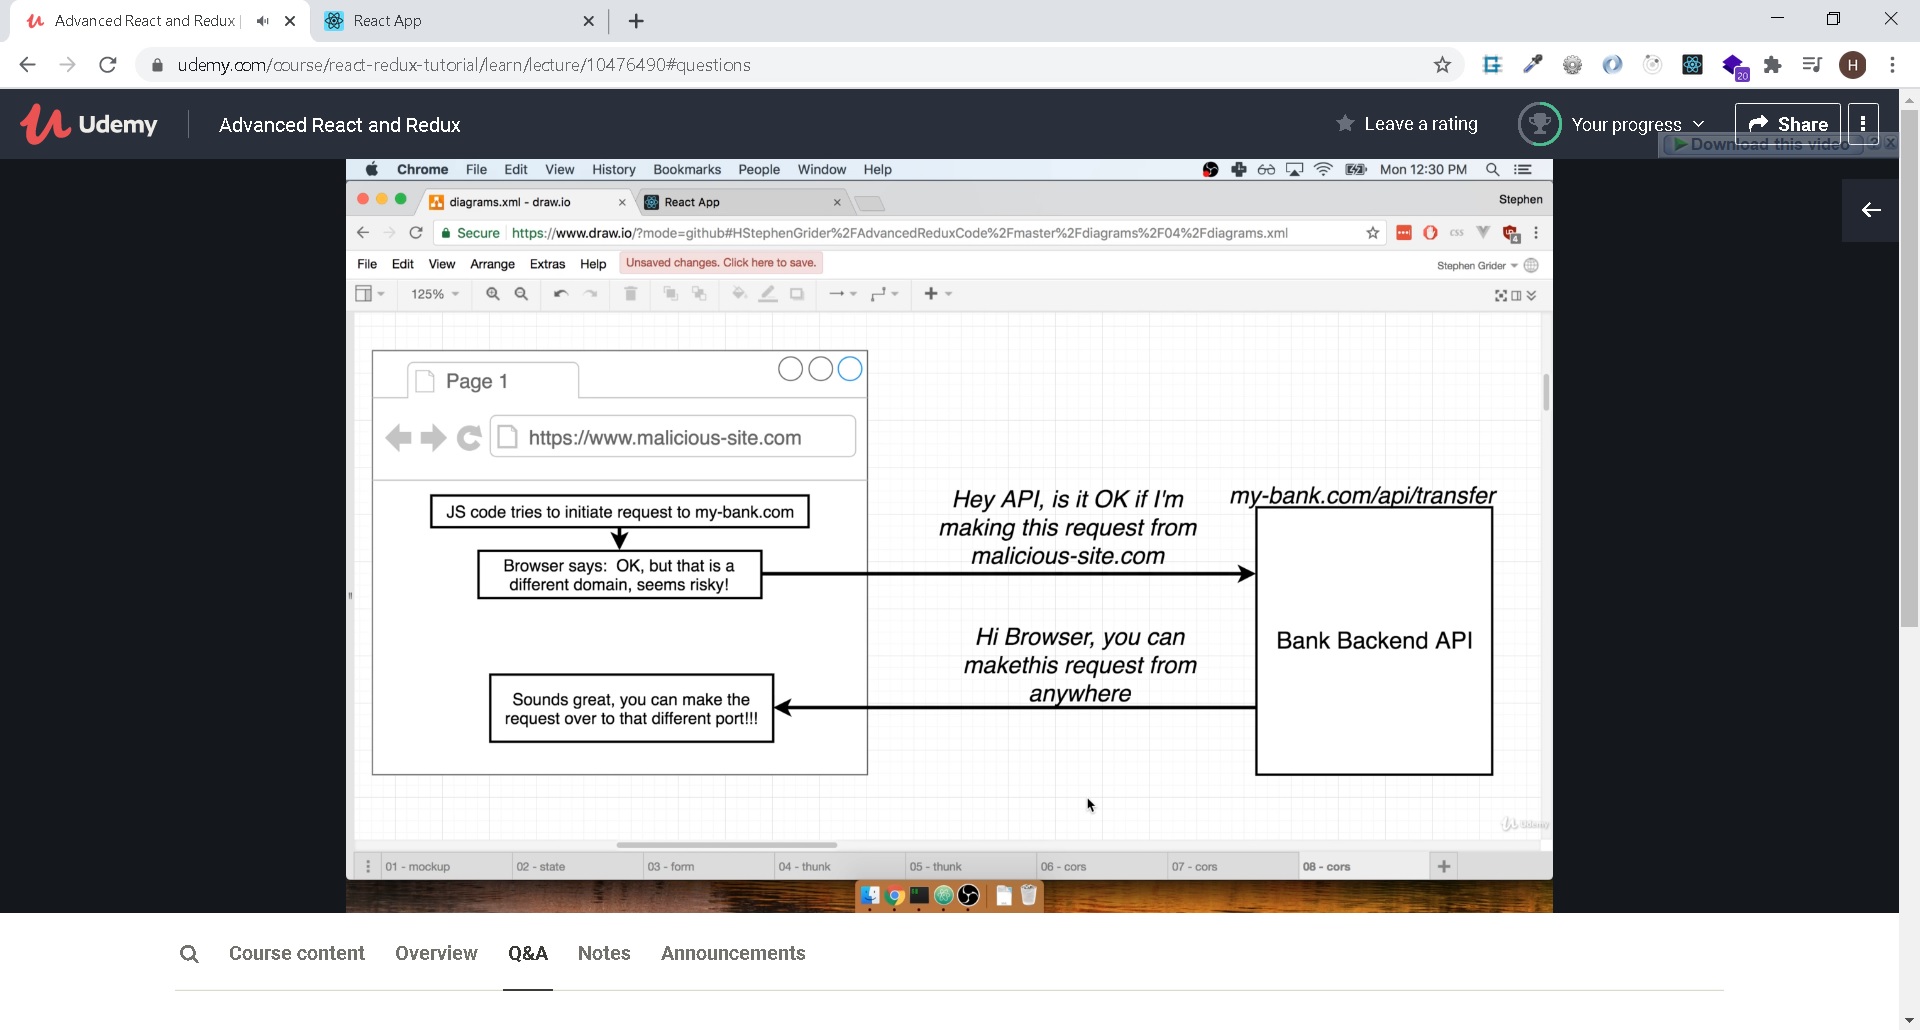 Advanced React and Redux
React App
udemy.com/course/react-redux-tutorial/learn/lecture/10476490#questions
20
H
Udemy
Advanced React and Redux
Leave a rating
Your progress
Share
Download this video
? X
Chrome File Edit View History Bookmarks People Window Help
Mon 12:30 PM
diagrams.xml - draw.io
React App
Stephen
Secure
https://www.draw.io/?mode=github#HStephenGrider%2FAdvancedReduxCode%2Fmaster%2Fdiagrams%2F04%2Fdiagrams.xml
CSS
4
File Edit View Arrange Extras Help
Unsaved changes. Click here to save.
Stephen Grider
125%
Page 1
https://www.malicious-site.com
JS code tries to initiate request to my-bank.com
Browser says: OK, but that is a
different domain, seems risky!
Hey API, is it OK if I'm
making this request from
malicious-site.com
my-bank.com/api/transfer
Bank Backend API
Hi Browser, you can
makethis request from
anywhere
Sounds great, you can make the
request over to that different port!!!
Udemy
01 - mockup
02 - state
03 - form
04 - thunk
05 - thunk
06 - cors
07 - cors
08 - cors
Course content
Overview
Q&A
Notes
Announcements